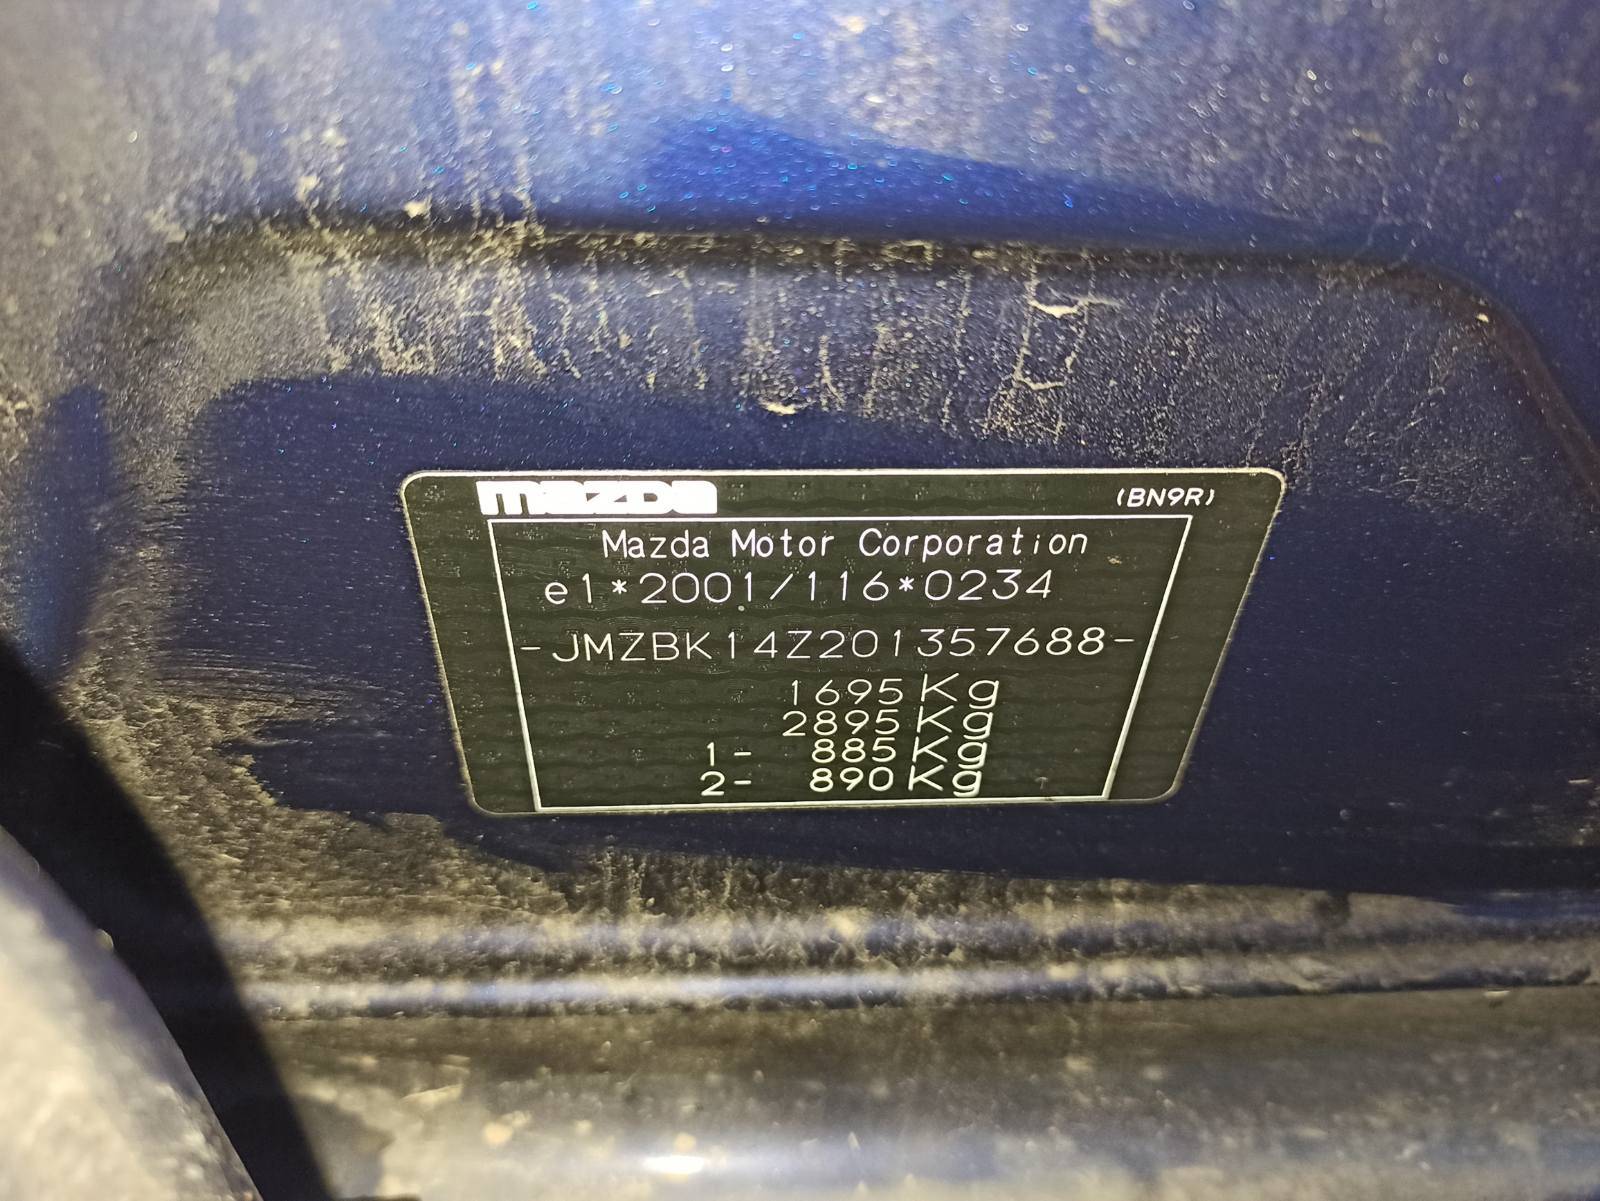 mazda (BN9R)
Mazda Motor Corporation
e1*2001/116*0234
-JMZBK14Z201357688-
1695 Kg
2895 Kg
1- 885 Kg
2- 890 Kg